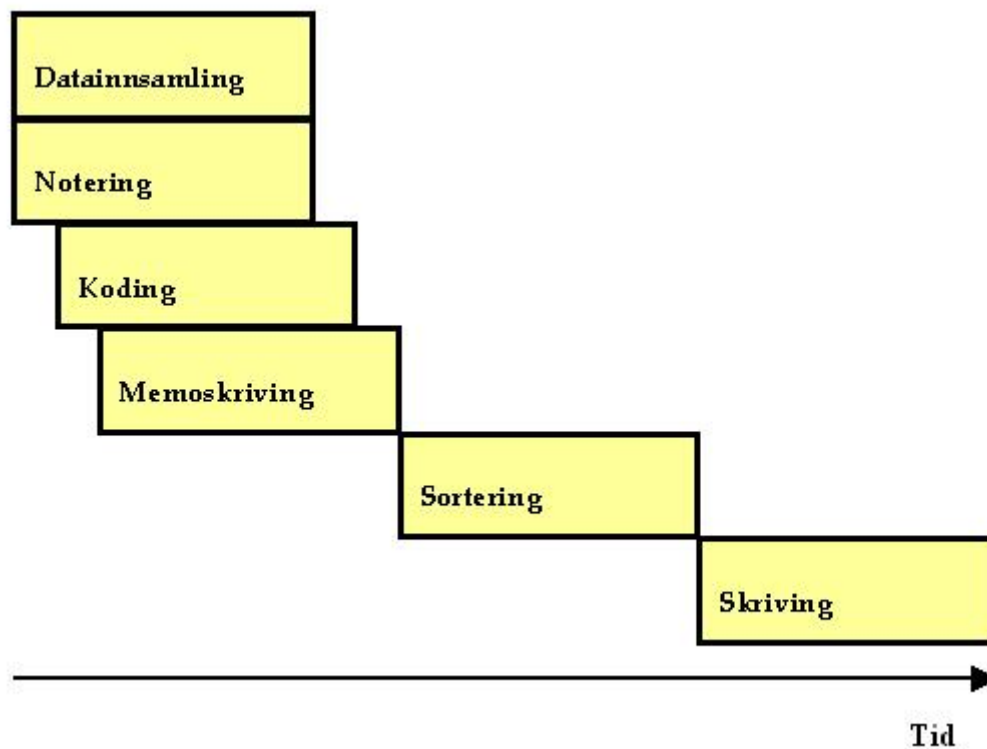 Datainnsamling
Notering
Koding
Memoskriving
Sortering
Skriving
Tid